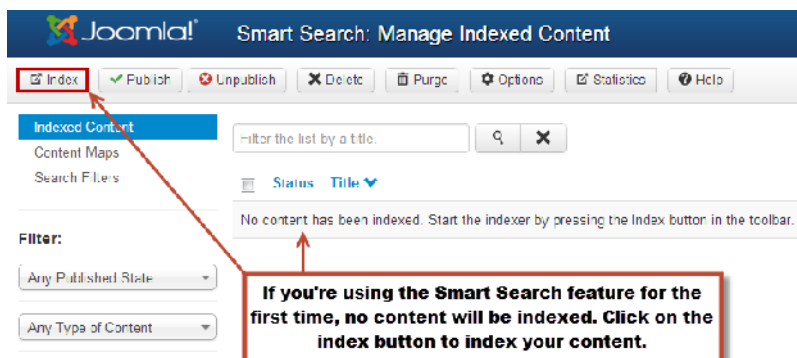 Joomla!
Smart Search: Manage Indexed Content
Index
Publish
Unpublish
Delete
Purge
Options
Statistics
Help
Indexed Content
Content Maps
Search Filters
Filter the list by a title.
Status Title
No content has been indexed. Start the indexer by pressing the Index button in the toolbar.
Filter:
Any Published State
Any Type of Content
If you're using the Smart Search feature for the
first time, no content will be indexed. Click on the
index button to index your content.